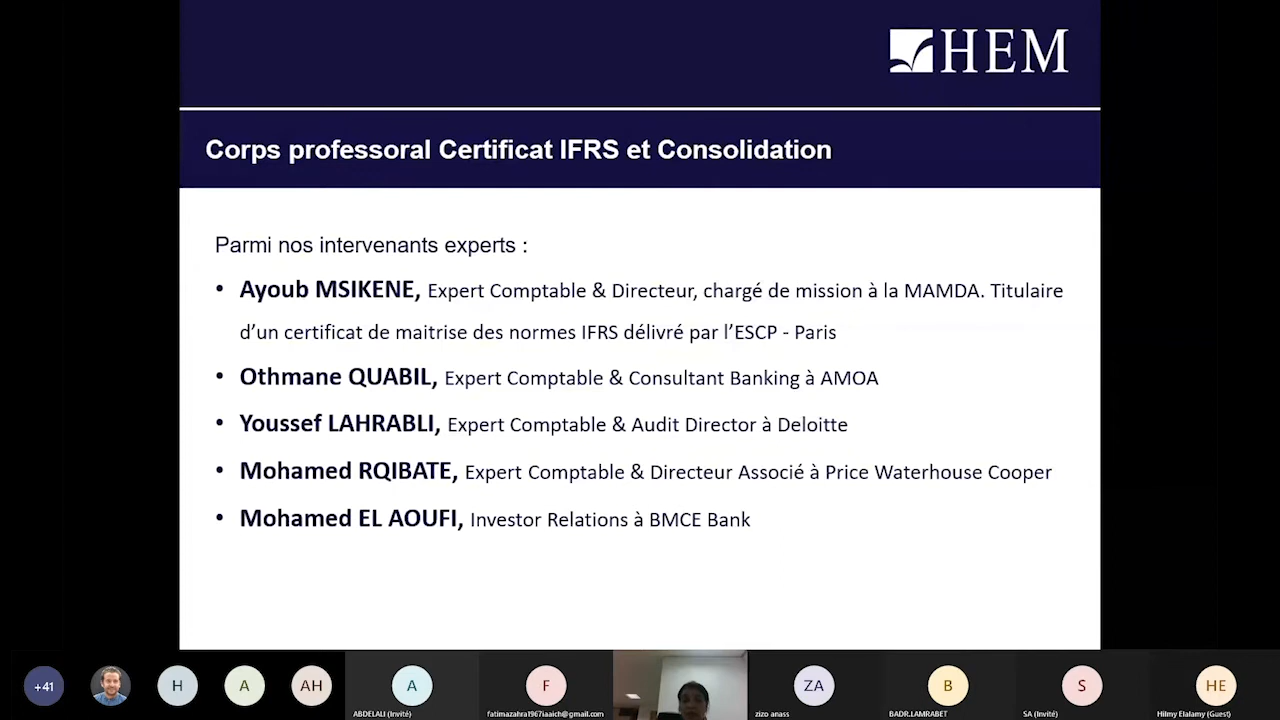 HEM
Corps professoral Certificat IFRS et Consolidation
Parmi nos intervenants experts :
• Ayoub MSIKENE, Expert Comptable & Directeur, chargé de mission à la MAMDA. Titulaire
d’un certificat de maitrise des normes IFRS délivré par l’ESCP - Paris
• Othmane QUABIL, Expert Comptable & Consultant Banking à AMOA
• Youssef LAHRABLI, Expert Comptable & Audit Director à Deloitte
• Mohamed RQIBATE, Expert Comptable & Directeur Associé à Price Waterhouse Cooper
• Mohamed EL AOUFI, Investor Relations à BMCE Bank
+41
H
A
AH
A
F
ZA
B
S
HE
ABDELALI (Invité)
fatimazahra1967iaaich@gmail.com
zizo anass
BADR.LAMRABET
SA (Invité)
Hilmy Elalamy (Guest)